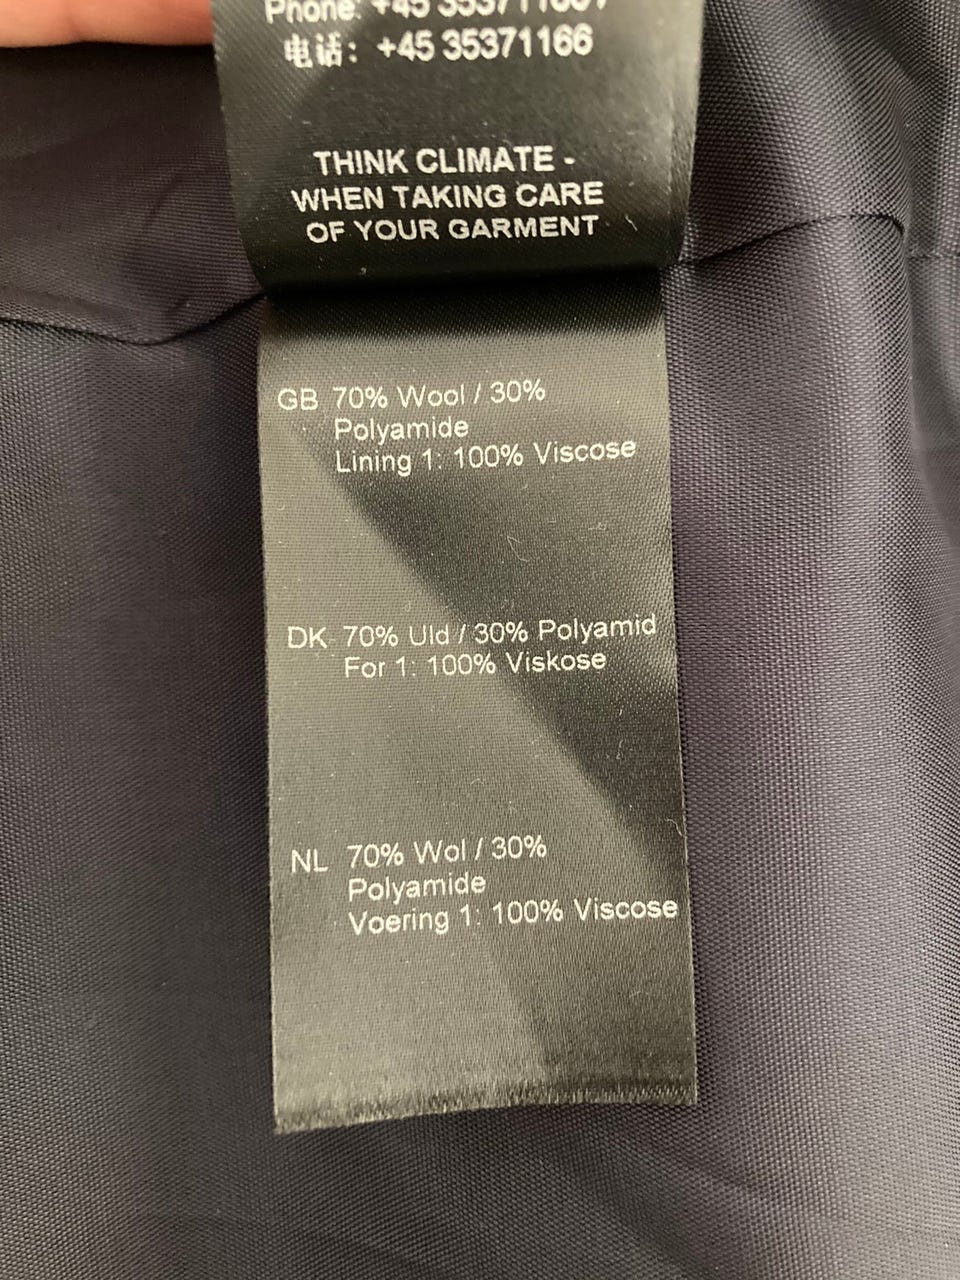 Phone: +45
电话: +45 35371166
THINK CLIMATE -
WHEN TAKING CARE
OF YOUR GARMENT
GB 70% Wool / 30%
Polyamide
Lining 1: 100% Viscose
DK 70% Uld / 30% Polyamid
For 1: 100% Viskose
NL 70% Wol / 30%
Polyamide
Voering 1: 100% Viscose